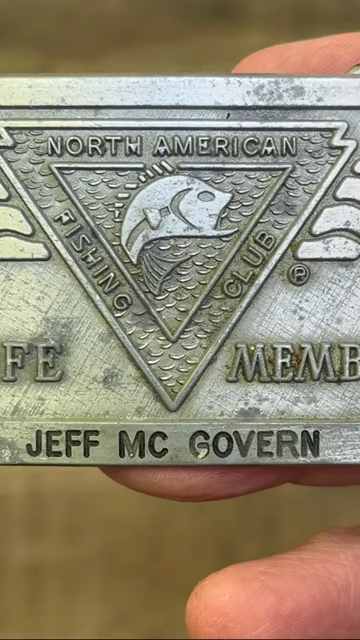 NORTH AMERICAN
FISHING
CLUB ®
FE MEMB
JEFF MC GOVERN